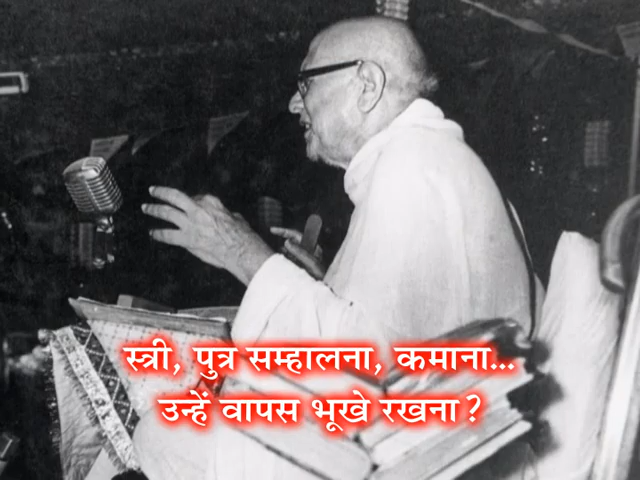 स्त्री, पुत्र सम्हालना, कमाना...
उन्हें वापस भूखे रखना ?